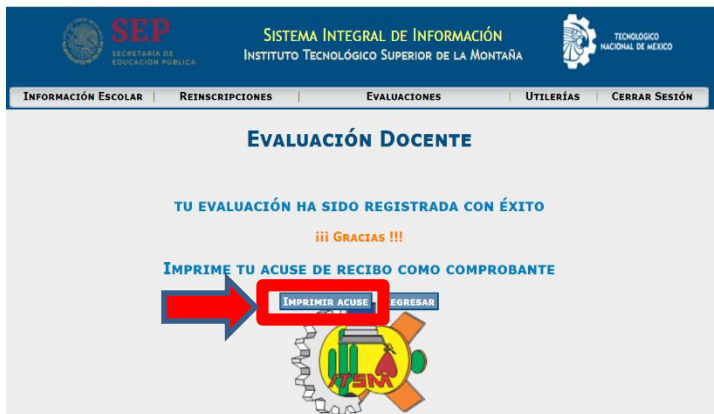 SEP
SECRETARÍA DE
EDUCACIÓN PÚBLICA
SISTEMA INTEGRAL DE INFORMACIÓN
INSTITUTO TECNOLÓGICO SUPERIOR DE LA MONTAÑA
TECNOLOGICO
NACIONAL DE MEXICO
INFORMACIÓN ESCOLAR | REINSCRIPCIONES | EVALUACIONES | UTILERÍAS | CERRAR SESIÓN
EVALUACIÓN DOCENTE
TU EVALUACIÓN HA SIDO REGISTRADA CON ÉXITO
¡¡¡ GRACIAS !!!
IMPRIME TU ACUSE DE RECIBO COMO COMPROBANTE
IMPRIMIR ACUSE REGRESAR
ITSM